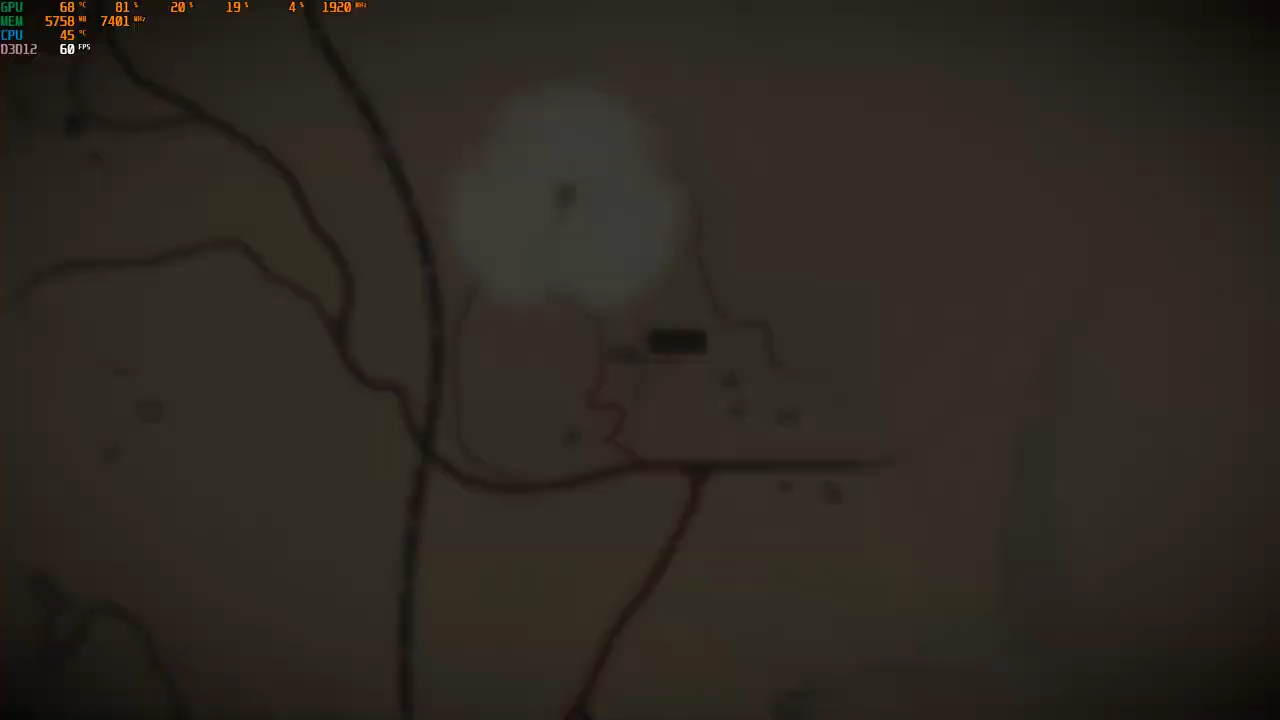 GPU 68 °C 81 % 20 % 19 % 4 % 1920 MHz
MEM 5758 MB 7401 MHz
CPU 45 °C
D3D12 60 FPS